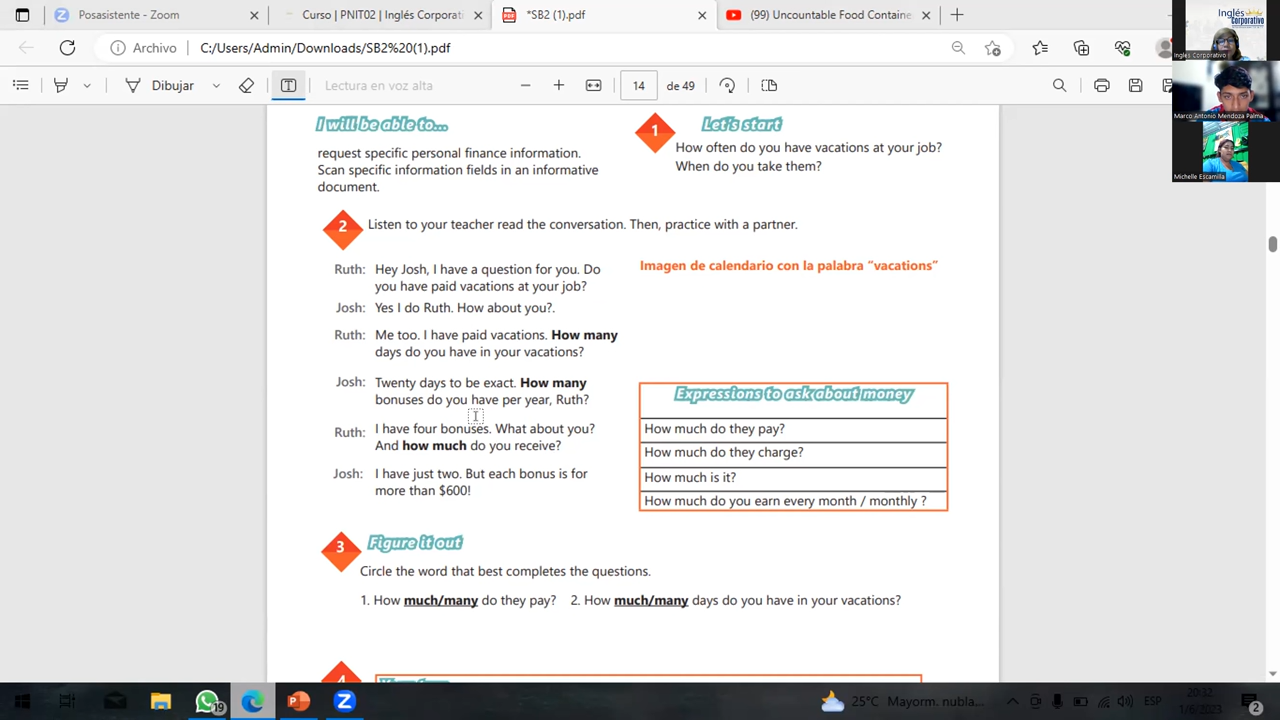 Posasistente - Zoom
Curso | PNIT02 | Inglés Corporati
*SB2 (1).pdf
(99) Uncountable Food Containe
Archivo
C:/Users/Admin/Downloads/SB2%20(1).pdf
Dibujar
Lectura en voz alta
14
de 49
Inglés
Corporativo
Inglés Corporativo
Marco Antonio Mendoza Palma
Michelle Escamilla
I will be able to...
request specific personal finance information.
Scan specific information fields in an informative
document.
1
Let's start
How often do you have vacations at your job?
When do you take them?
2
Listen to your teacher read the conversation. Then, practice with a partner.
Ruth: Hey Josh, I have a question for you. Do
you have paid vacations at your job?
Josh: Yes I do Ruth. How about you?.
Ruth: Me too. I have paid vacations. How many
days do you have in your vacations?
Josh: Twenty days to be exact. How many
bonuses do you have per year, Ruth?
Ruth: I have four bonuses. What about you?
And how much do you receive?
Josh: I have just two. But each bonus is for
more than $600!
Imagen de calendario con la palabra “vacations”
Expressions to ask about money
How much do they pay?
How much do they charge?
How much is it?
How much do you earn every month / monthly ?
3
Figure it out
Circle the word that best completes the questions.
1. How much/many do they pay? 2. How much/many days do you have in your vacations?
19
25°C Mayorm. nubla...
ESP
20:32
1/6/2023
2